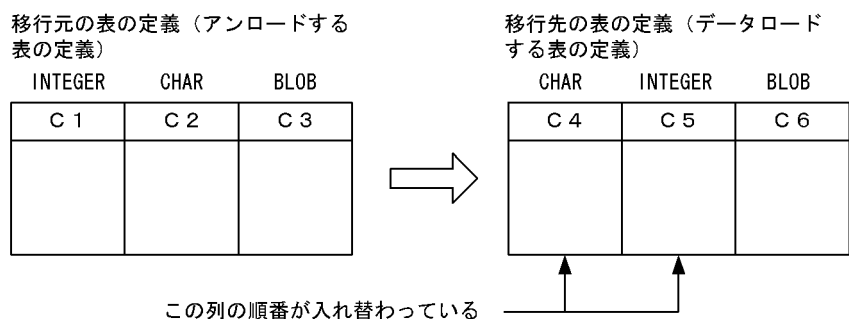 移行元の表の定義（アンロードする
表の定義）
INTEGER CHAR BLOB
C1 C2 C3
移行先の表の定義（データロード
する表の定義）
CHAR INTEGER BLOB
C4 C5 C6
この列の順番が入れ替わっている